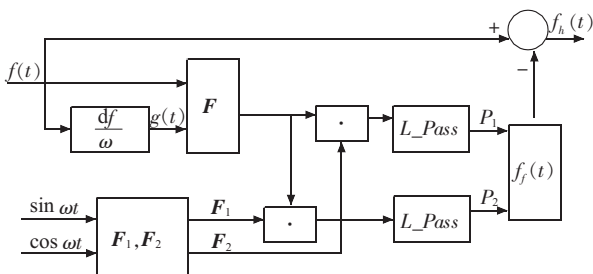 + f_h(t)
−
f(t)
df/ω g(t) F · L_Pass P_1
f_f(t)
sin ωt
cos ωt F_1,F_2 F_1 · L_Pass P_2
F_2